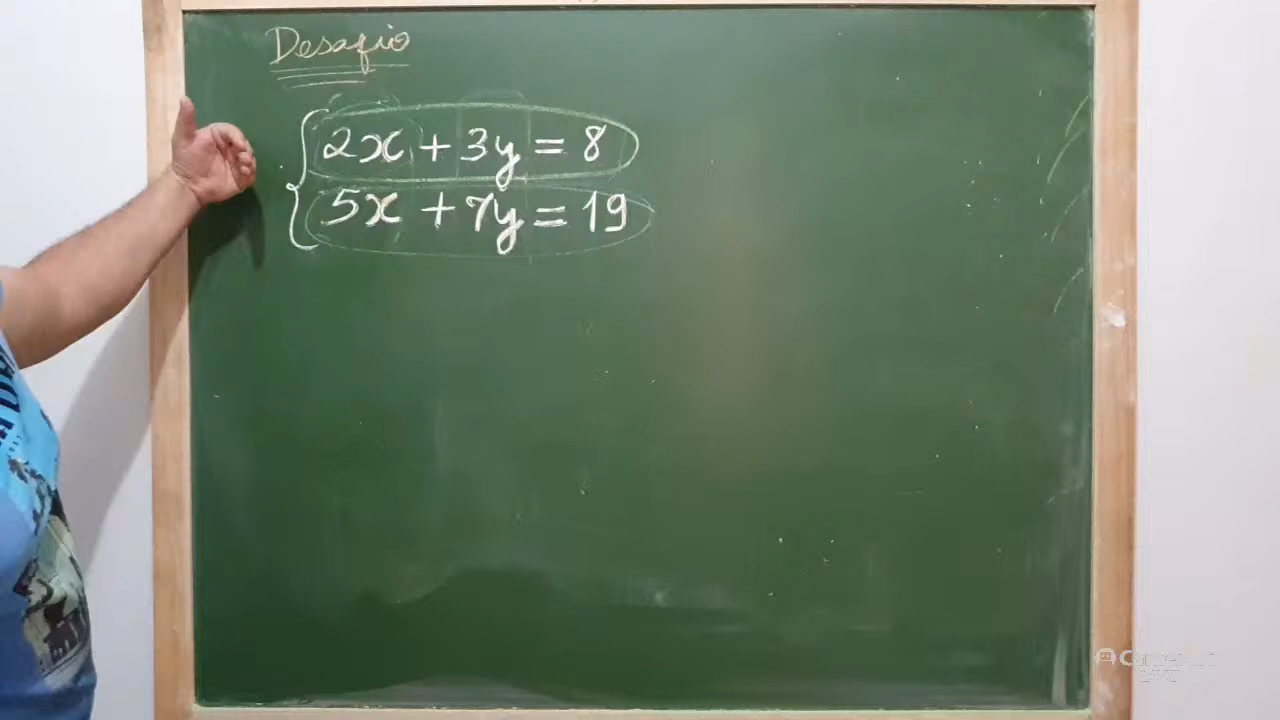 Desafio
2x + 3y = 8
5x + 7y = 19